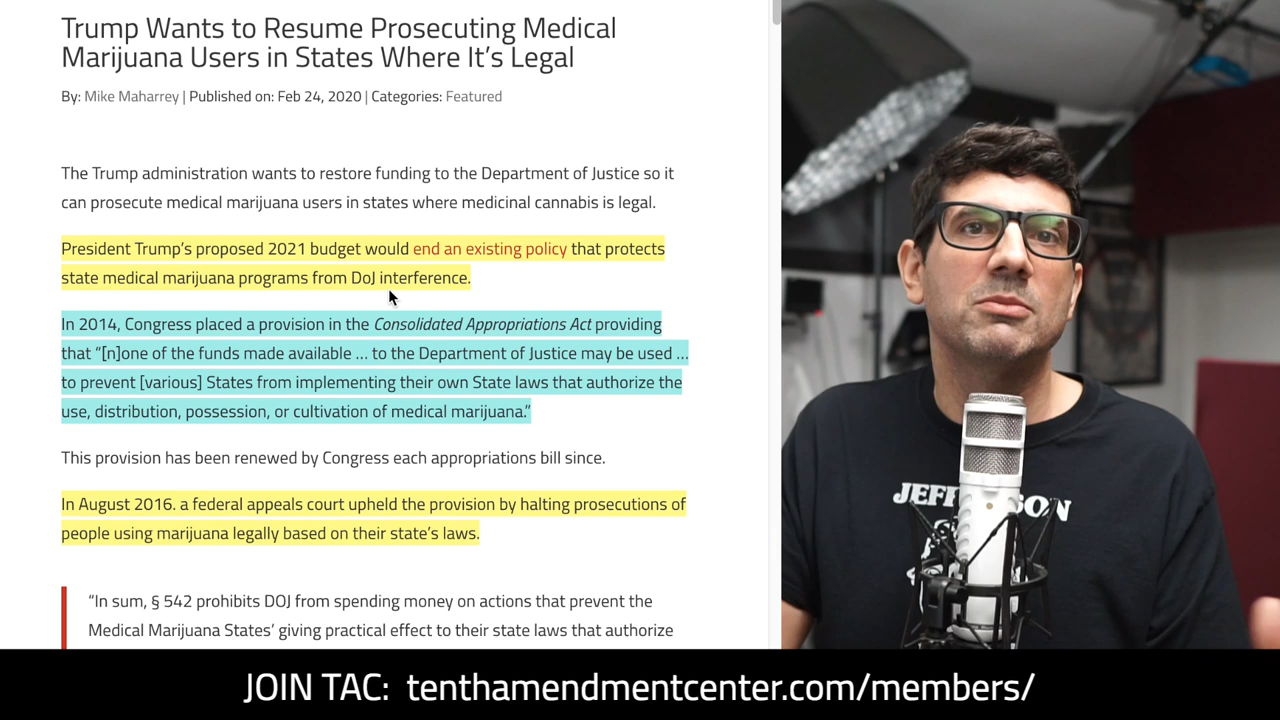 Trump Wants to Resume Prosecuting Medical
Marijuana Users in States Where It’s Legal
By: Mike Maharrey | Published on: Feb 24, 2020 | Categories: Featured
The Trump administration wants to restore funding to the Department of Justice so it
can prosecute medical marijuana users in states where medicinal cannabis is legal.
President Trump’s proposed 2021 budget would end an existing policy that protects
state medical marijuana programs from DoJ interference.
In 2014, Congress placed a provision in the Consolidated Appropriations Act providing
that “[n]one of the funds made available … to the Department of Justice may be used …
to prevent [various] States from implementing their own State laws that authorize the
use, distribution, possession, or cultivation of medical marijuana.”
This provision has been renewed by Congress each appropriations bill since.
In August 2016. a federal appeals court upheld the provision by halting prosecutions of
people using marijuana legally based on their state’s laws.
“In sum, § 542 prohibits DOJ from spending money on actions that prevent the
Medical Marijuana States’ giving practical effect to their state laws that authorize
JOIN TAC: tenthamendmentcenter.com/members/